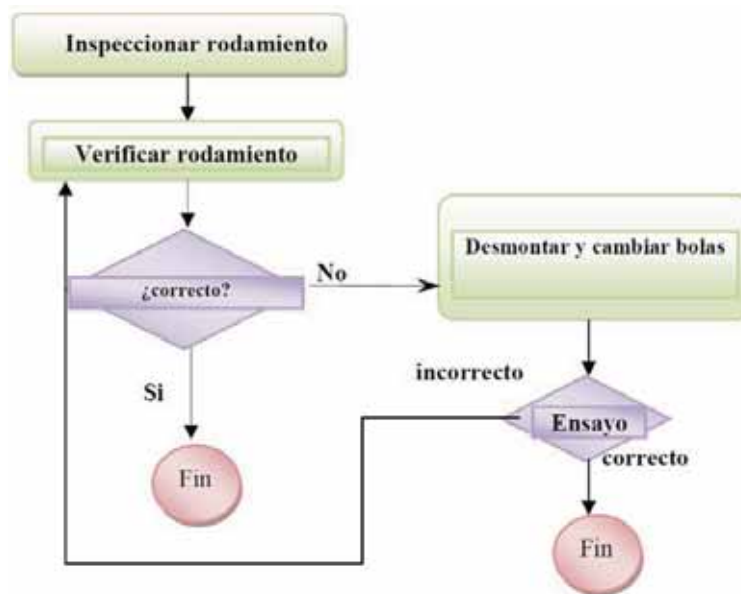 Inspeccionar rodamiento
Verificar rodamiento
¿correcto?
No
Desmontar y cambiar bolas
Si
Fin
incorrecto
Ensayo
correcto
Fin